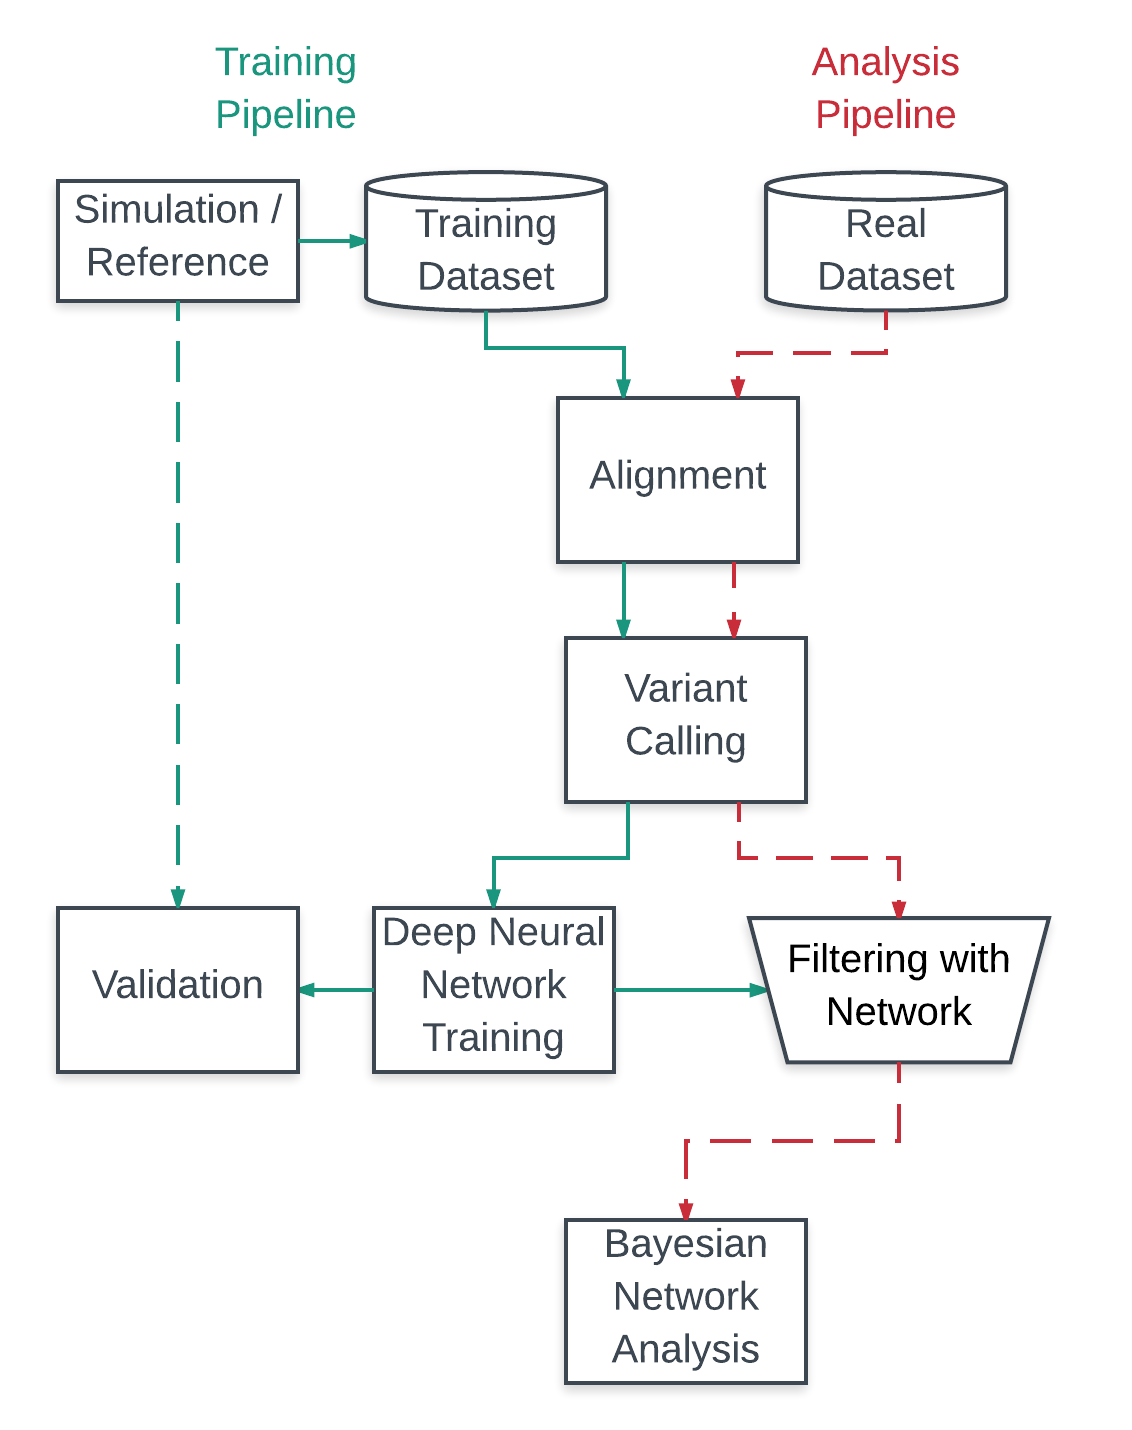 Training
Pipeline
Analysis
Pipeline
Simulation /
Reference
Training
Dataset
Real
Dataset
Alignment
Variant
Calling
Validation
Deep Neural
Network
Training
Filtering with
Network
Bayesian
Network
Analysis